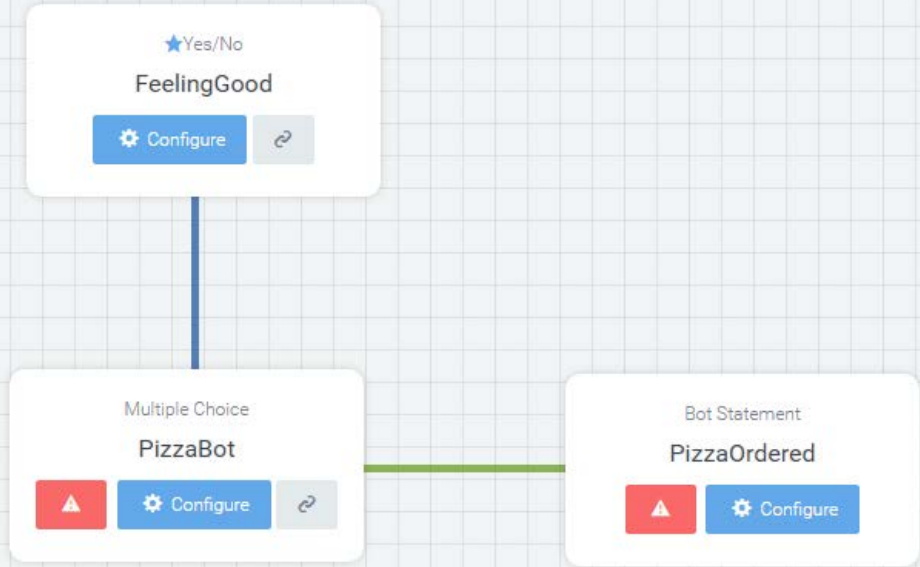 Yes/No
FeelingGood
Configure
Multiple Choice
PizzaBot
Configure
Bot Statement
PizzaOrdered
Configure